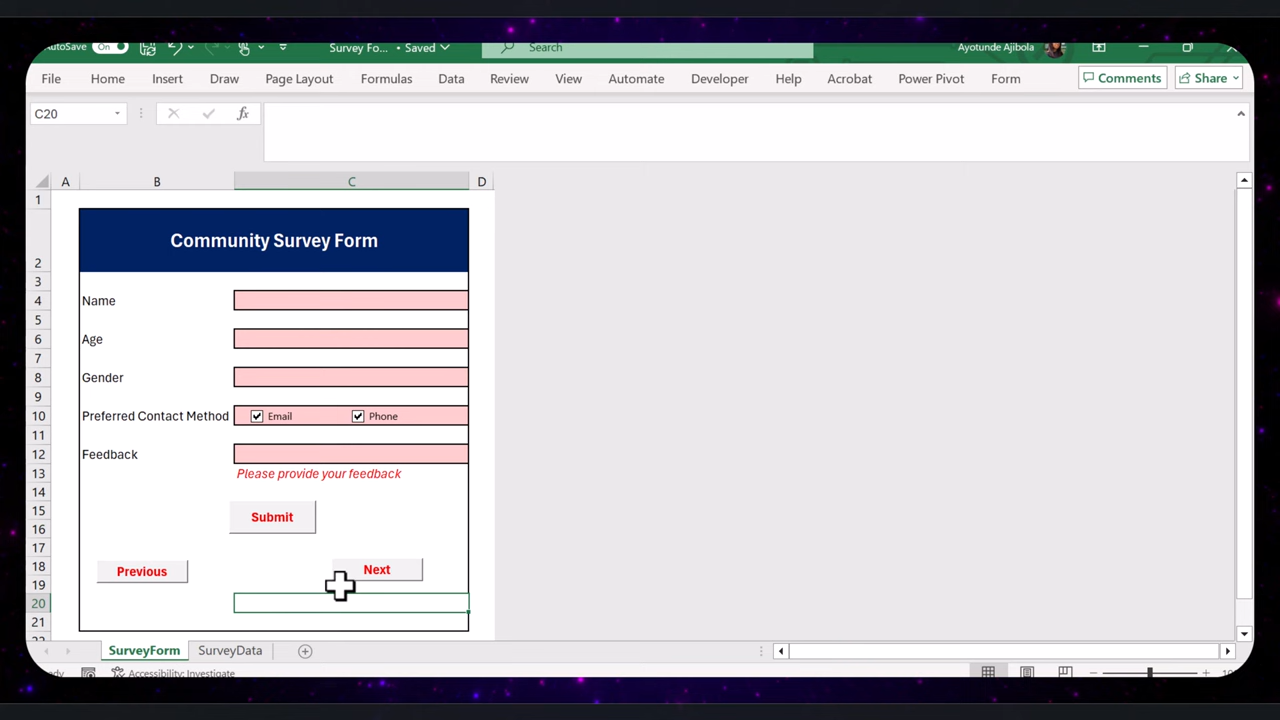 AutoSave On Survey Fo... • Saved Search Ayotunde Ajibola
File Home Insert Draw Page Layout Formulas Data Review View Automate Developer Help Acrobat Power Pivot Form Comments Share
C20 fx
A B C D
1
2 Community Survey Form
3
4 Name
5
6 Age
7
8 Gender
9
10 Preferred Contact Method Email Phone
11
12 Feedback
13 Please provide your feedback
14
15 Submit
16
17
18 Previous Next
19
20
21
22
SurveyForm SurveyData
Accessibility: Investigate